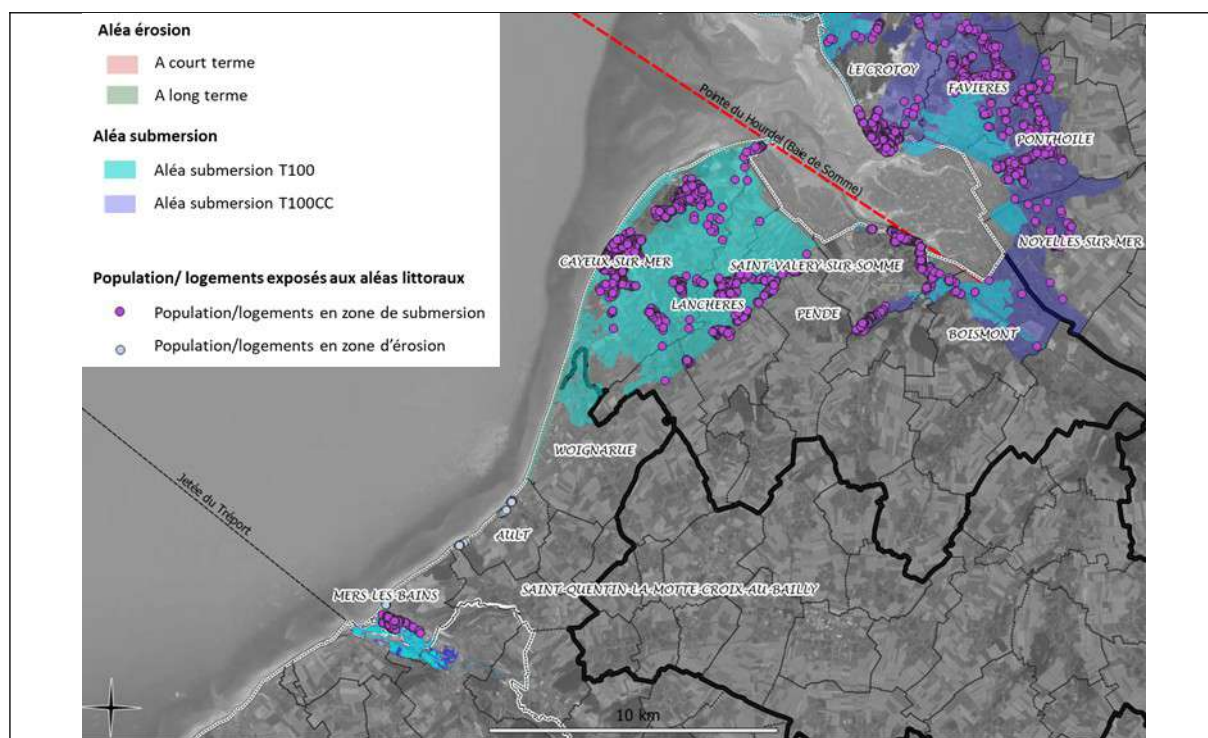 Aléa érosion
A court terme
A long terme
Aléa submersion
Aléa submersion T100
Aléa submersion T100CC
Population/ logements exposés aux aléas littoraux
Population/logements en zone de submersion
Population/logements en zone d'érosion
LE CROTOY
FAVIERES
Pointe du Hourdel (Baie de Somme)
PONTHOILE
NOYELLES-SUR-MER
CAYEUX-SUR-MER
SAINT-VALERY-SUR-SOMME
LANCHERES
PENDE
BOISMONT
WOIGNARUE
Jetée du Tréport
AULT
MERS-LES-BAINS
SAINT-QUENTIN-LA-MOTTE-CROIX-AU-BAILLY
10 km